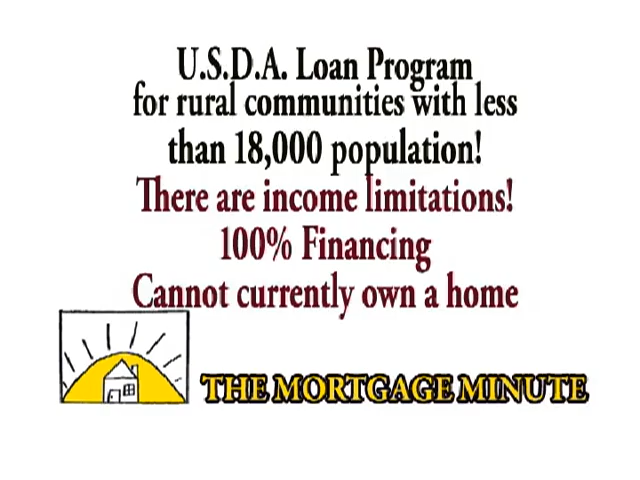 U.S.D.A. Loan Program
for rural communities with less
than 18,000 population!
There are income limitations!
100% Financing
Cannot currently own a home
THE MORTGAGE MINUTE